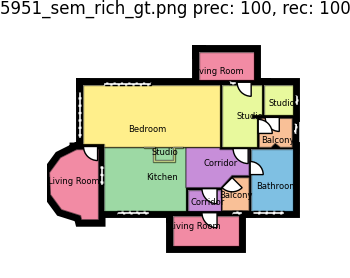 5951_sem_rich_gt.png prec: 100, rec: 100
Living Room
Studio
Studio
Bedroom
Balcony
Studio
Corridor
Kitchen
Living Room
Bathroom
Balcony
Corridor
Living Room